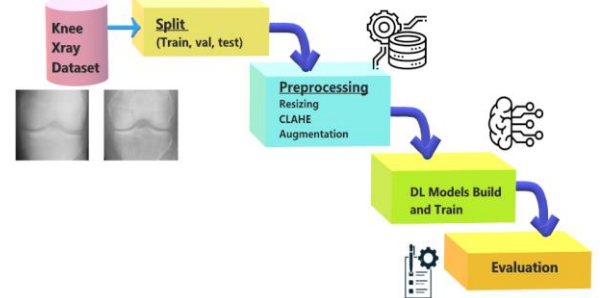 Knee
Xray
Dataset
Split
(Train, val, test)
Preprocessing
Resizing
CLAHE
Augmentation
DL Models Build
and Train
Evaluation